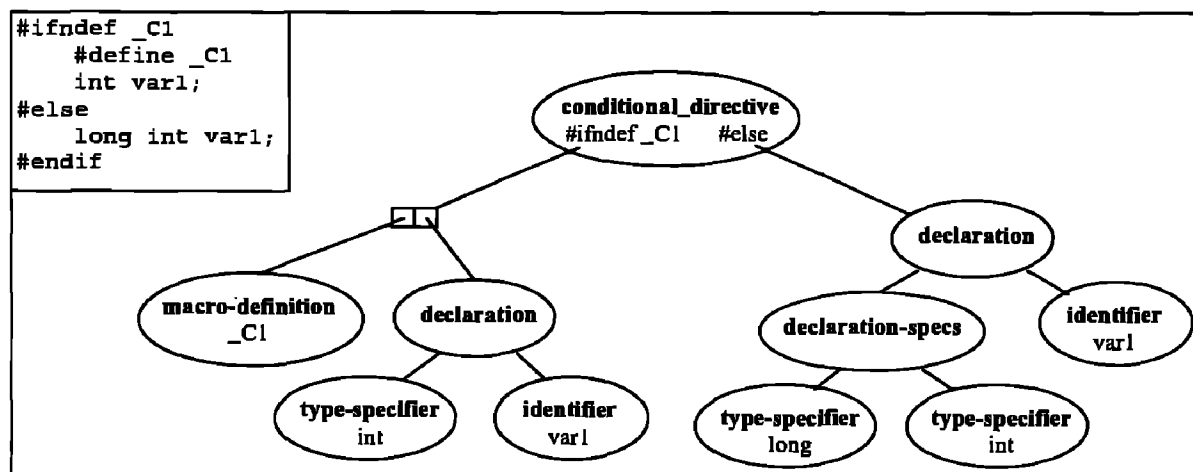 #ifndef _C1
#define _C1
int var1;
#else
long int var1;
#endif
conditional_directive
#ifndef _C1 #else
declaration
macro-definition
_C1
declaration
declaration-specs
identifier
var1
type-specifier
int
identifier
var1
type-specifier
long
type-specifier
int